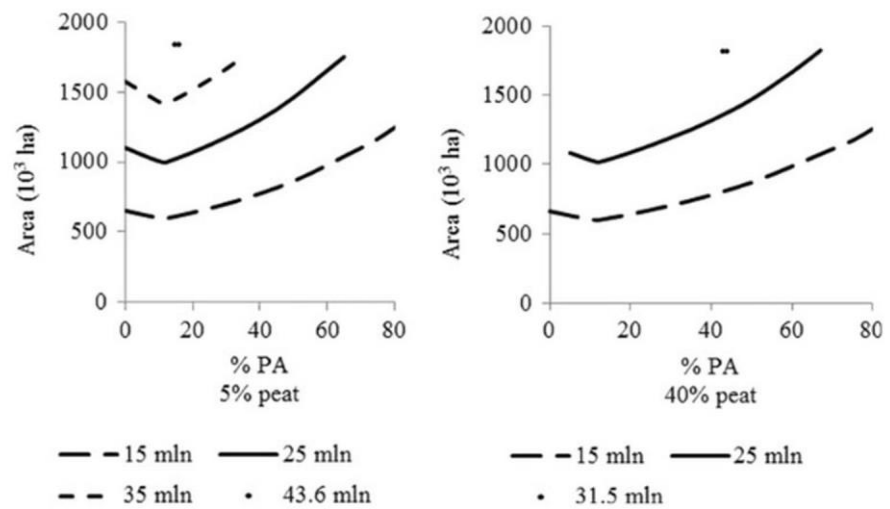 2000
1500
1000
500
0
Area (10³ ha)
0 20 40 60 80
% PA
5% peat
15 mln 25 mln
35 mln 43.6 mln
2000
1500
1000
500
0
Area (10³ ha)
0 20 40 60 80
% PA
40% peat
15 mln 25 mln
31.5 mln